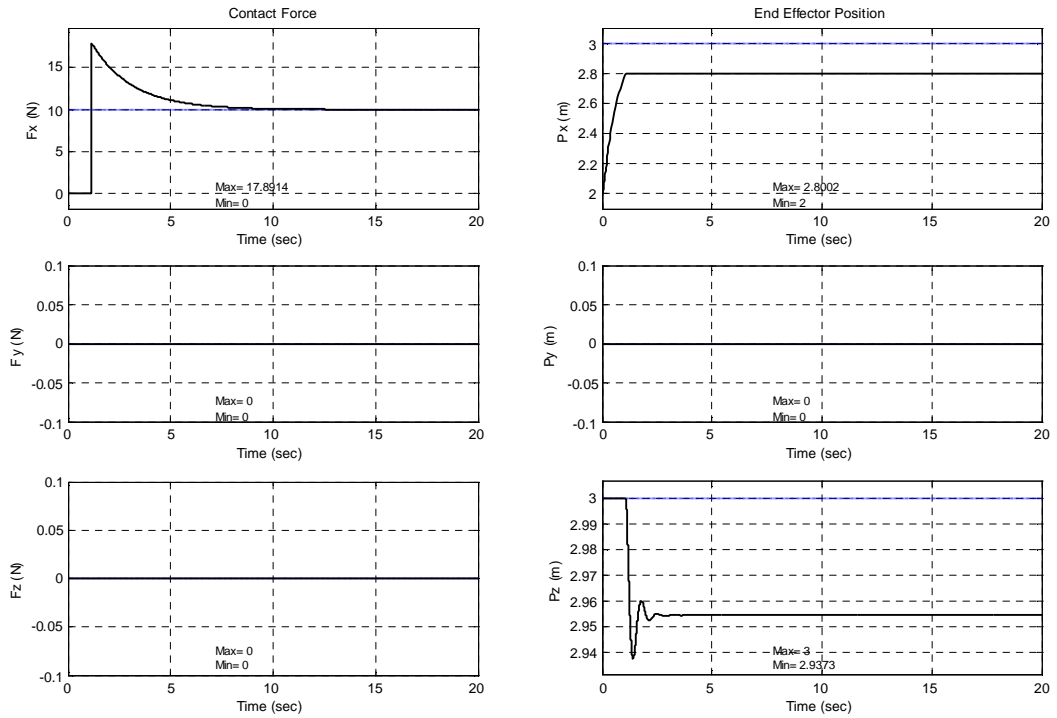 Contact Force
Fx (N)
15
10
5
0
Max= 17.8914
Min= 0
0 5 10 15 20
Time (sec)
End Effector Position
Px (m)
3
2.8
2.6
2.4
2.2
2
Max= 2.8002
Min= 2
0 5 10 15 20
Time (sec)
Fy (N)
0.1
0.05
0
-0.05
-0.1
Max= 0
Min= 0
0 5 10 15 20
Time (sec)
Py (m)
0.1
0.05
0
-0.05
-0.1
Max= 0
Min= 0
0 5 10 15 20
Time (sec)
Fz (N)
0.1
0.05
0
-0.05
-0.1
Max= 0
Min= 0
0 5 10 15 20
Time (sec)
Pz (m)
3
2.99
2.98
2.97
2.96
2.95
2.94
Max= 3
Min= 2.9373
0 5 10 15 20
Time (sec)